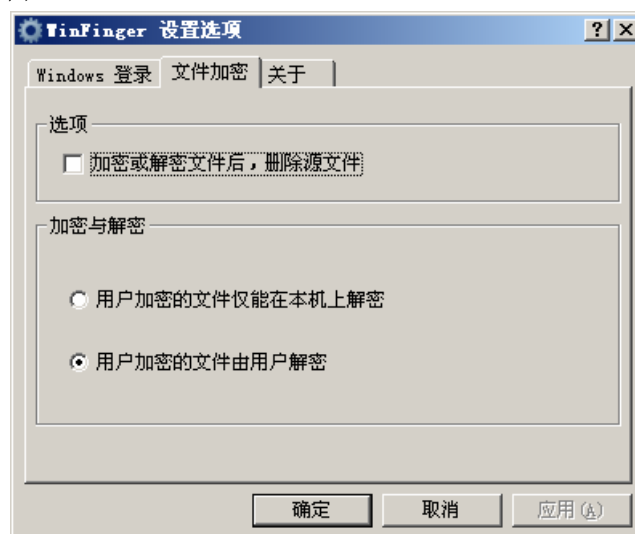 WinFinger 设置选项
Windows 登录 文件加密 关于
选项
加密或解密文件后，删除源文件
加密与解密
用户加密的文件仅能在本机上解密
用户加密的文件由用户解密
确定 取消 应用(A)